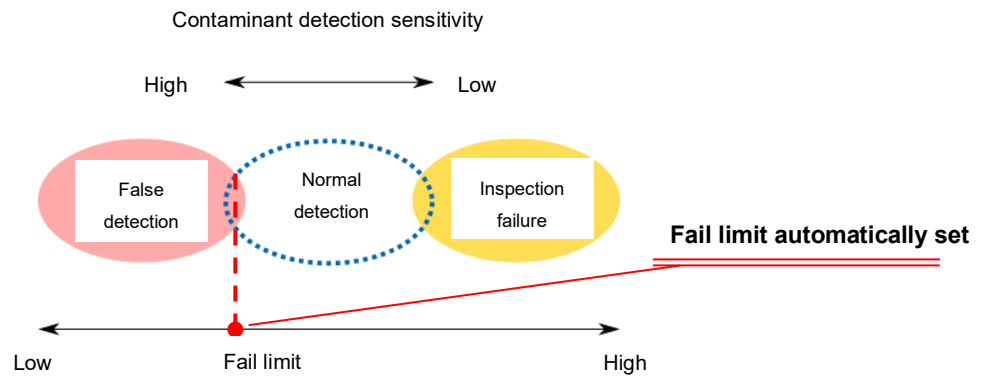 Contaminant detection sensitivity
High
Low
False
detection
Normal
detection
Inspection
failure
Fail limit automatically set
Low
Fail limit
High